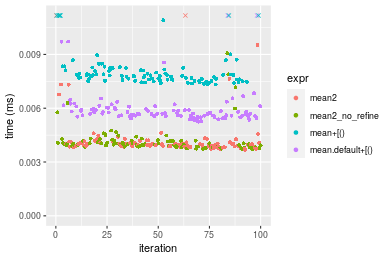 0.009
0.006
0.003
0.000
time (ms)
0
25
50
75
100
iteration
expr
mean2
mean2_no_refine
mean+[()
mean.default+[()